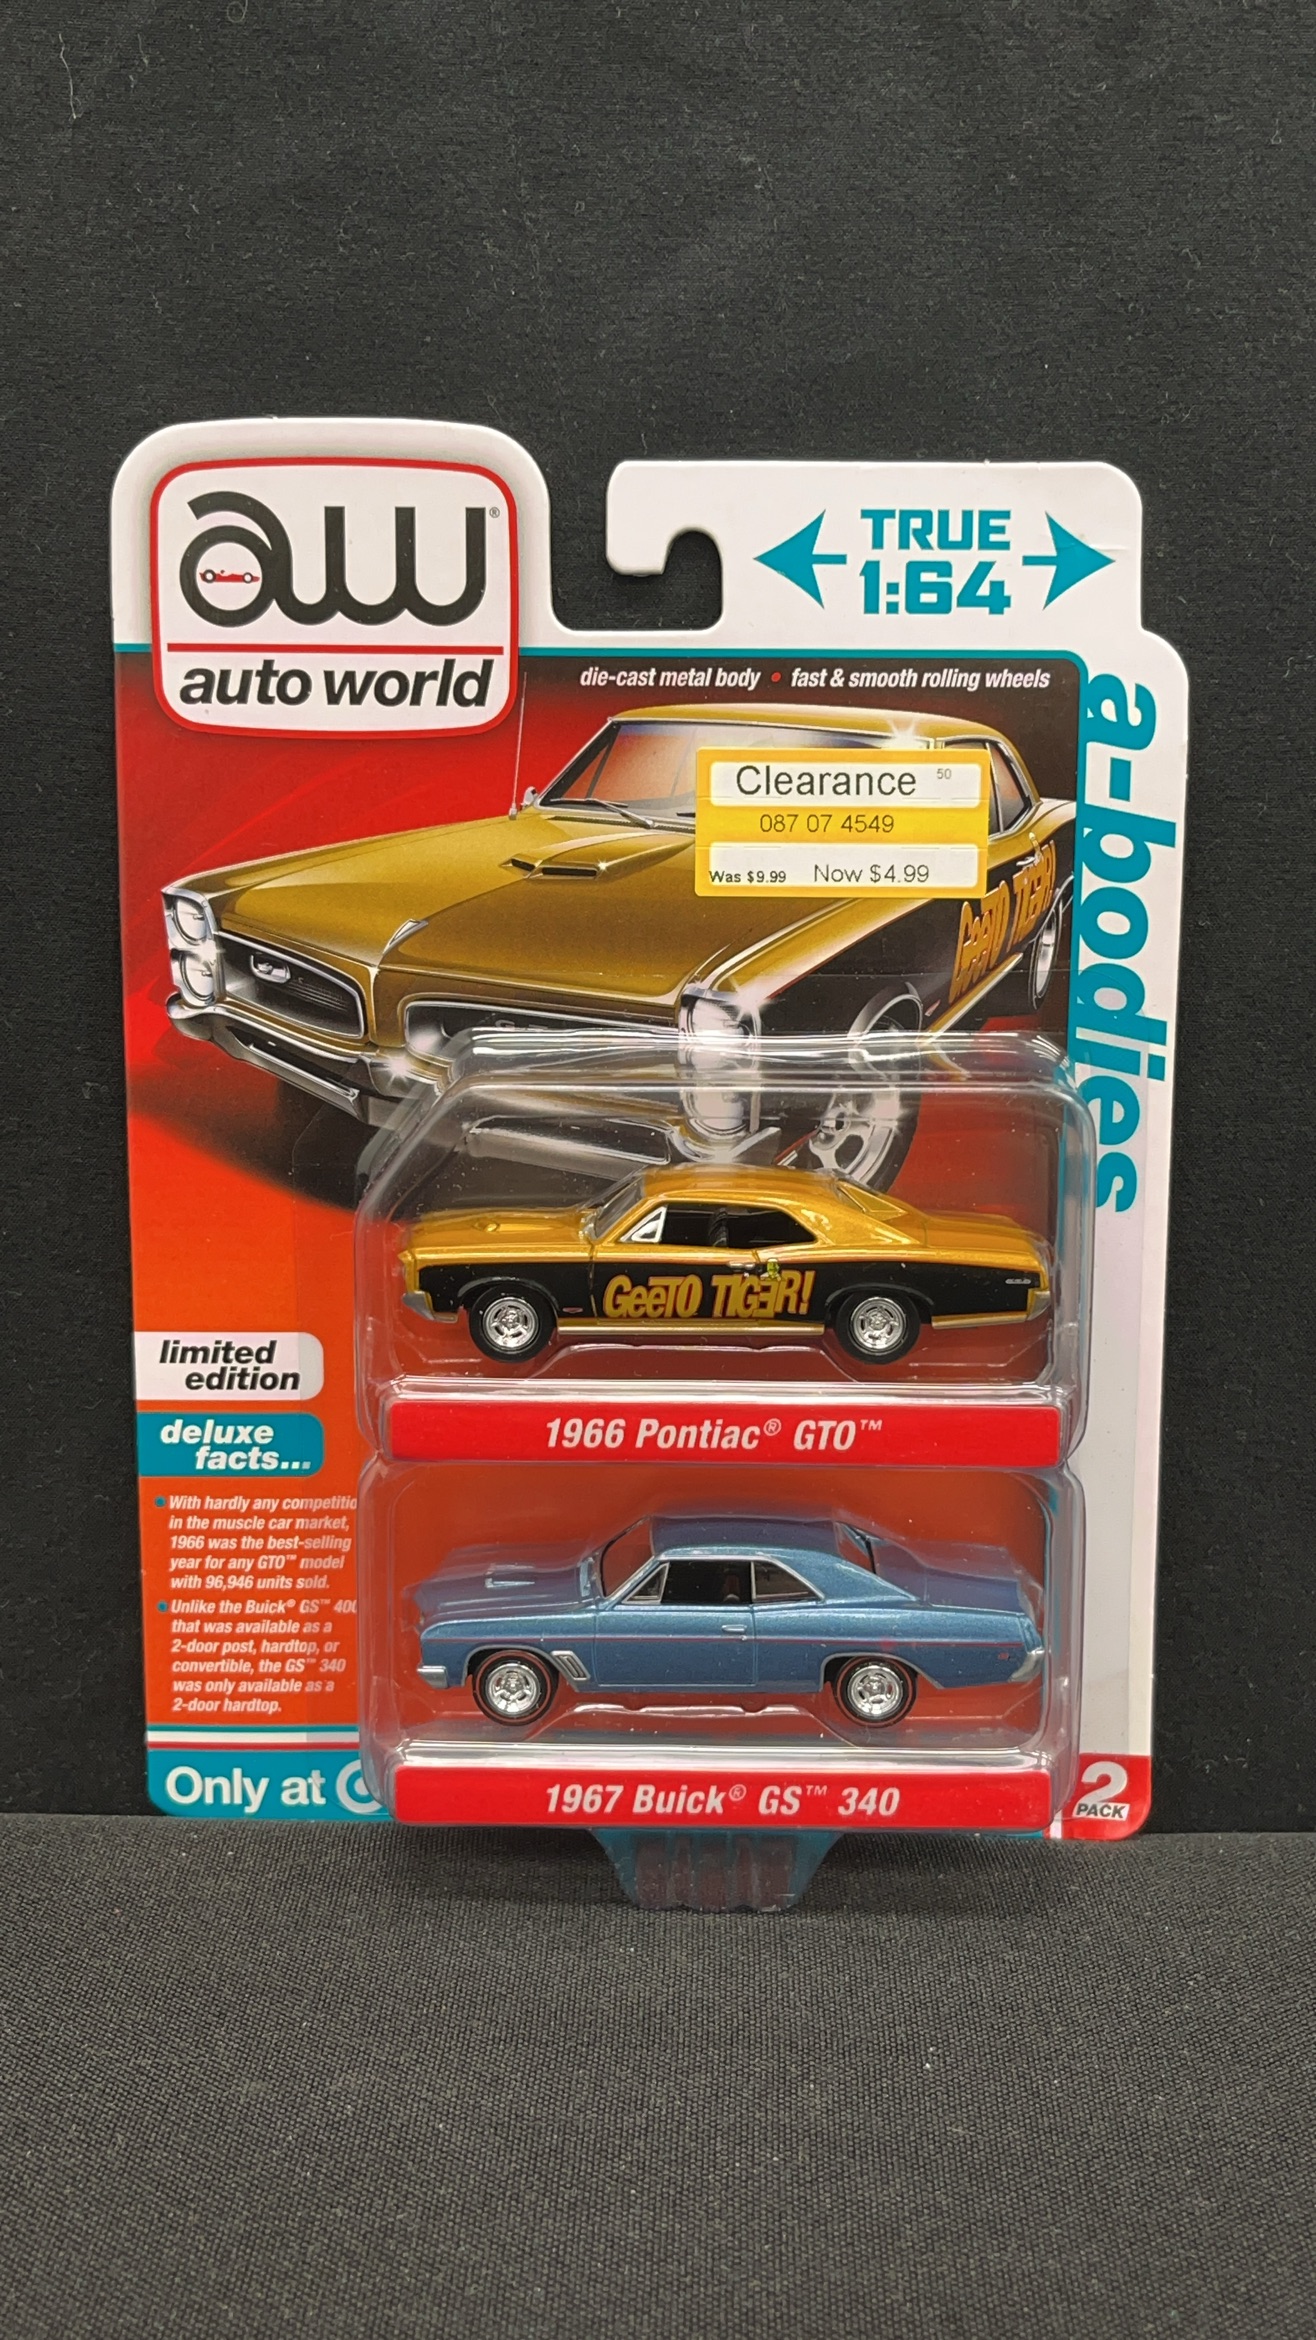 aw®
auto world
TRUE
1:64
die-cast metal body • fast & smooth rolling wheels
a-bodies
Clearance 50
087 07 4549
Was $9.99 Now $4.99
GeeTO TIGER!
GeeTO TIGER!
1966 Pontiac® GTO™
limited
edition
deluxe
facts...
• With hardly any competitio
in the muscle car market,
1966 was the best-selling
year for any GTO™ model
with 96,946 units sold.
• Unlike the Buick® GS™ 400
that was available as a
2-door post, hardtop, or
convertible, the GS™ 340
was only available as a
2-door hardtop.
Only at
1967 Buick® GS™ 340
2
PACK